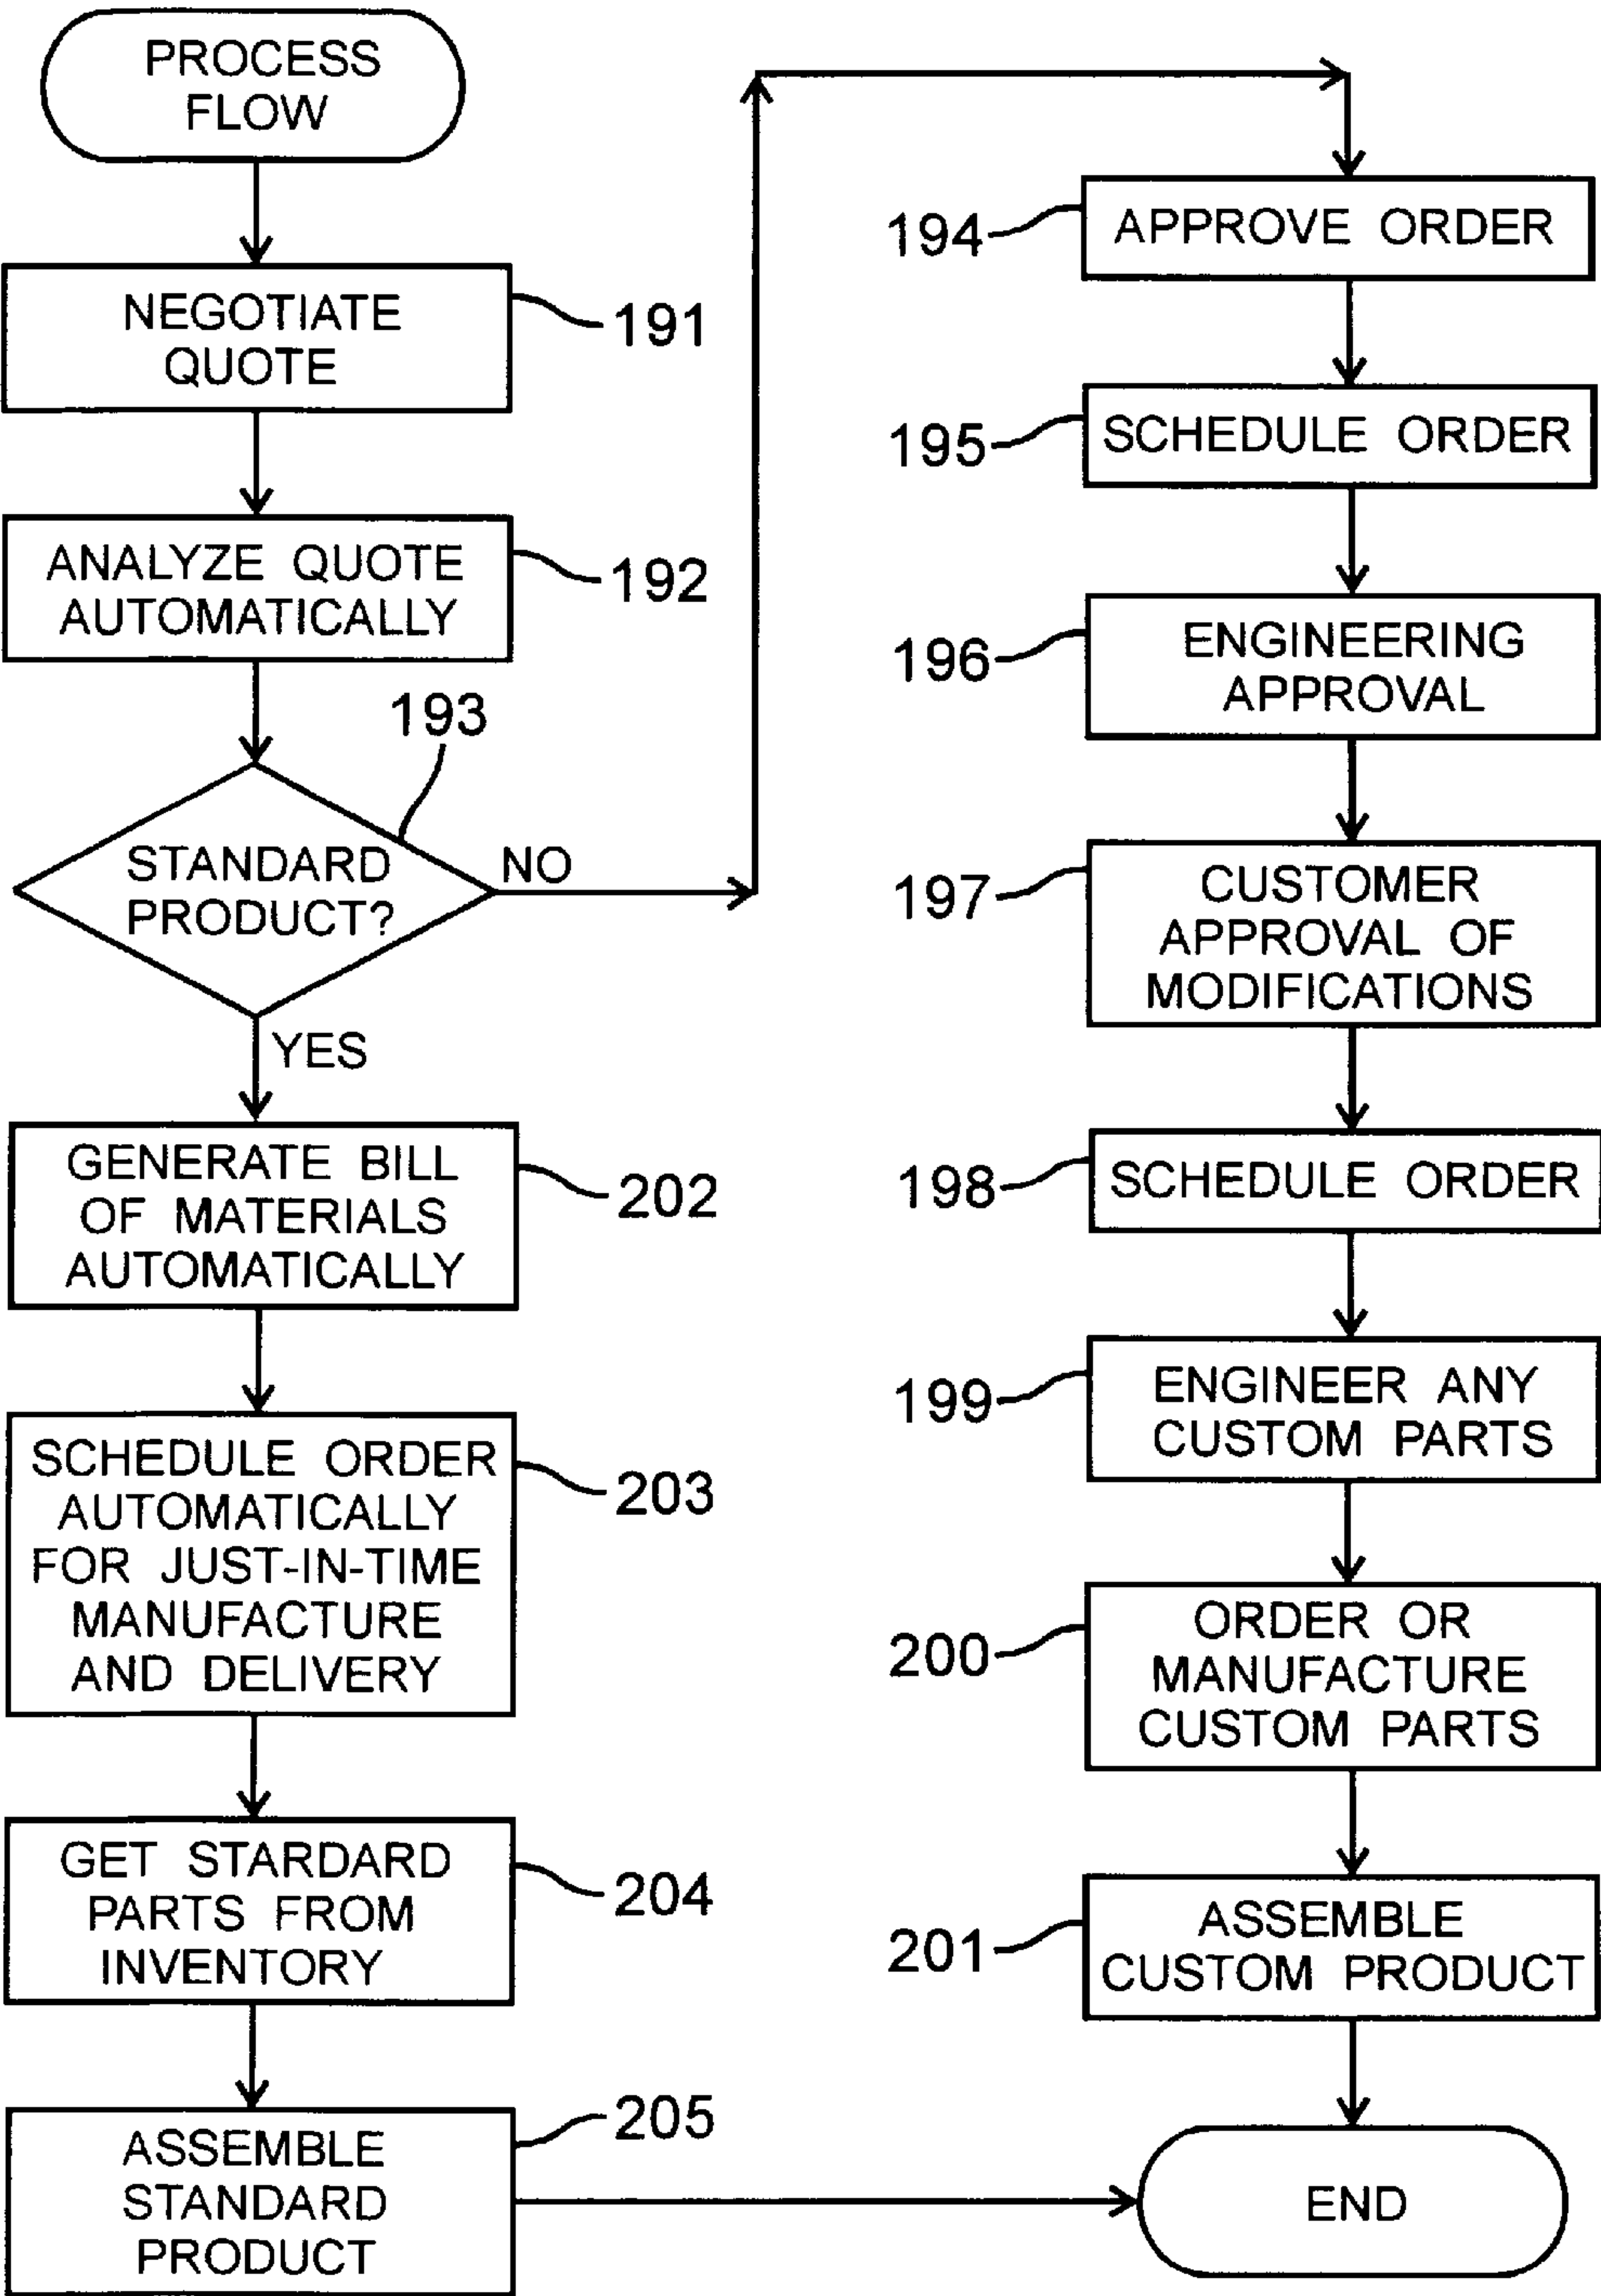 PROCESS
FLOW
NEGOTIATE
QUOTE
191
ANALYZE QUOTE
AUTOMATICALLY
192
193
STANDARD
PRODUCT?
NO
YES
GENERATE BILL
OF MATERIALS
AUTOMATICALLY
202
SCHEDULE ORDER
AUTOMATICALLY
FOR JUST-IN-TIME
MANUFACTURE
AND DELIVERY
203
GET STARDARD
PARTS FROM
INVENTORY
204
ASSEMBLE
STANDARD
PRODUCT
205
194
APPROVE ORDER
195
SCHEDULE ORDER
196
ENGINEERING
APPROVAL
197
CUSTOMER
APPROVAL OF
MODIFICATIONS
198
SCHEDULE ORDER
199
ENGINEER ANY
CUSTOM PARTS
200
ORDER OR
MANUFACTURE
CUSTOM PARTS
201
ASSEMBLE
CUSTOM PRODUCT
END